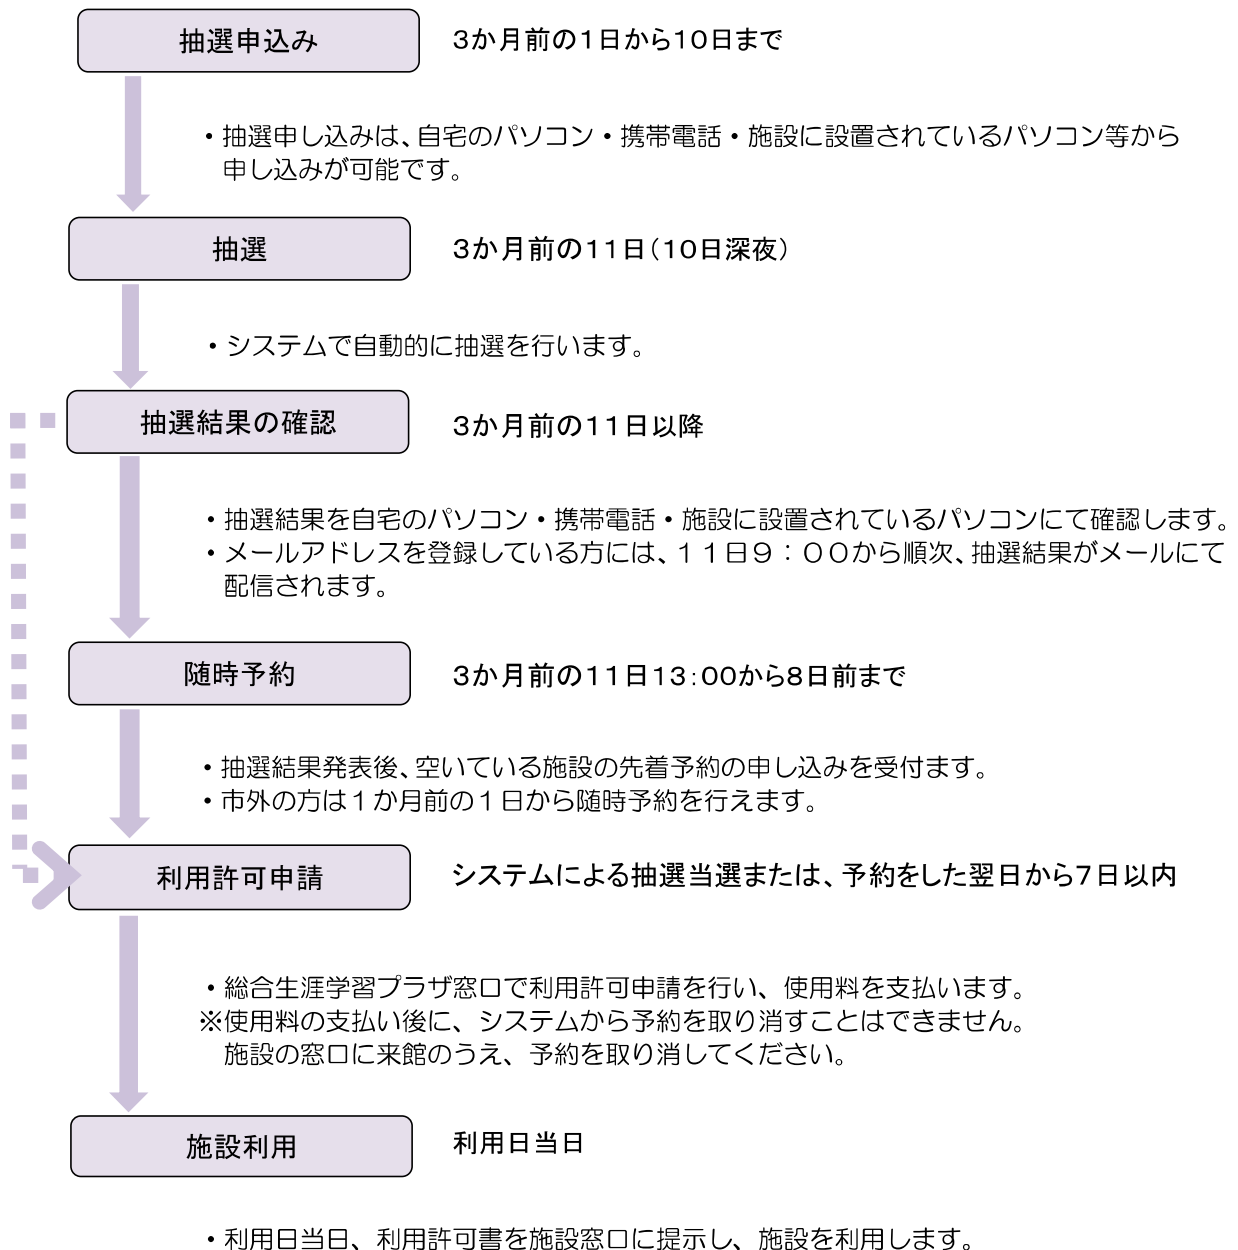 抽選申込み
3か月前の1日から10日まで
・抽選申し込みは、自宅のパソコン・携帯電話・施設に設置されているパソコン等から
申し込みが可能です。
抽選
3か月前の11日(10日深夜)
・システムで自動的に抽選を行います。
抽選結果の確認
3か月前の11日以降
・抽選結果を自宅のパソコン・携帯電話・施設に設置されているパソコンにて確認します。
・メールアドレスを登録している方には、11日9：00から順次、抽選結果がメールにて
配信されます。
随時予約
3か月前の11日13:00から8日前まで
・抽選結果発表後、空いている施設の先着予約の申し込みを受付ます。
・市外の方は1か月前の1日から随時予約を行えます。
利用許可申請
システムによる抽選当選または、予約をした翌日から7日以内
・総合生涯学習プラザ窓口で利用許可申請を行い、使用料を支払います。
※使用料の支払い後に、システムから予約を取り消すことはできません。
施設の窓口に来館のうえ、予約を取り消してください。
施設利用
利用日当日
・利用日当日、利用許可書を施設窓口に提示し、施設を利用します。